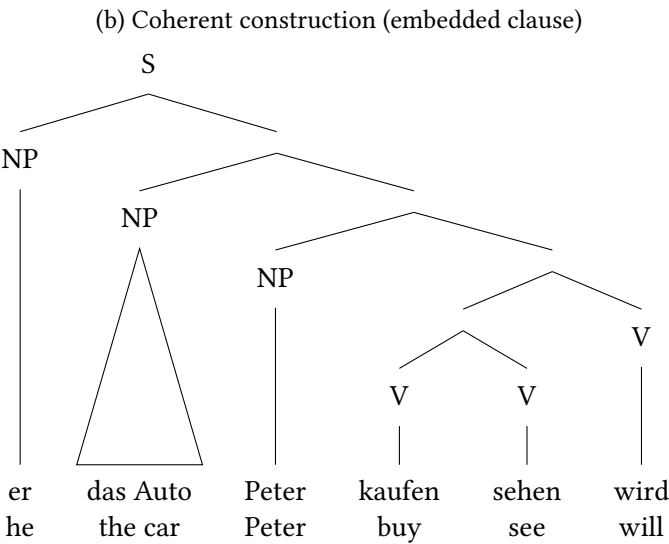 (b) Coherent construction (embedded clause)
S
NP
NP
NP
V
V V
er das Auto Peter kaufen sehen wird
he the car Peter buy see will